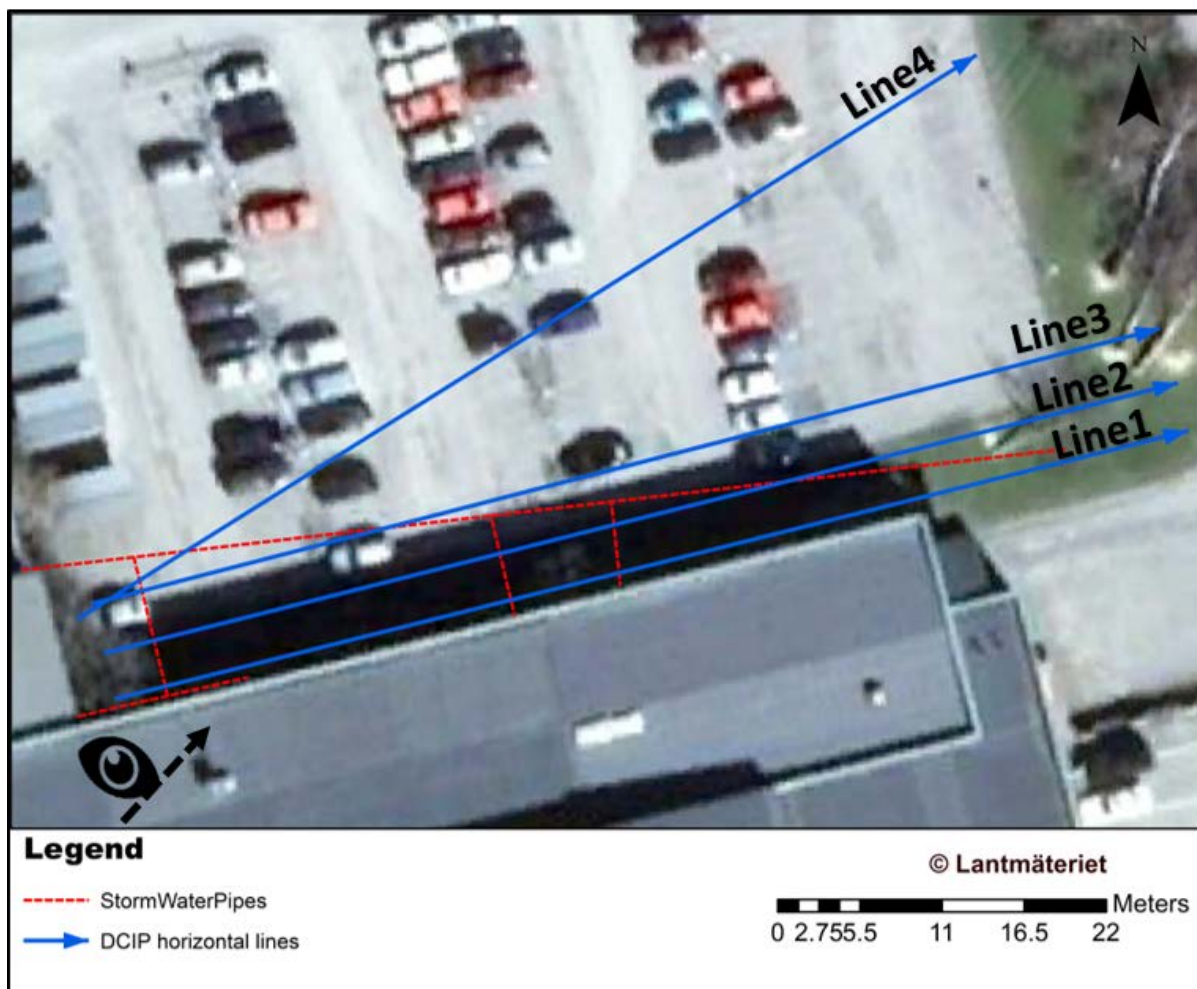 N
Line4
Line3
Line2
Line1
Legend
StormWaterPipes
DCIP horizontal lines
© Lantmäteriet
Meters
0 2.755.5 11 16.5 22